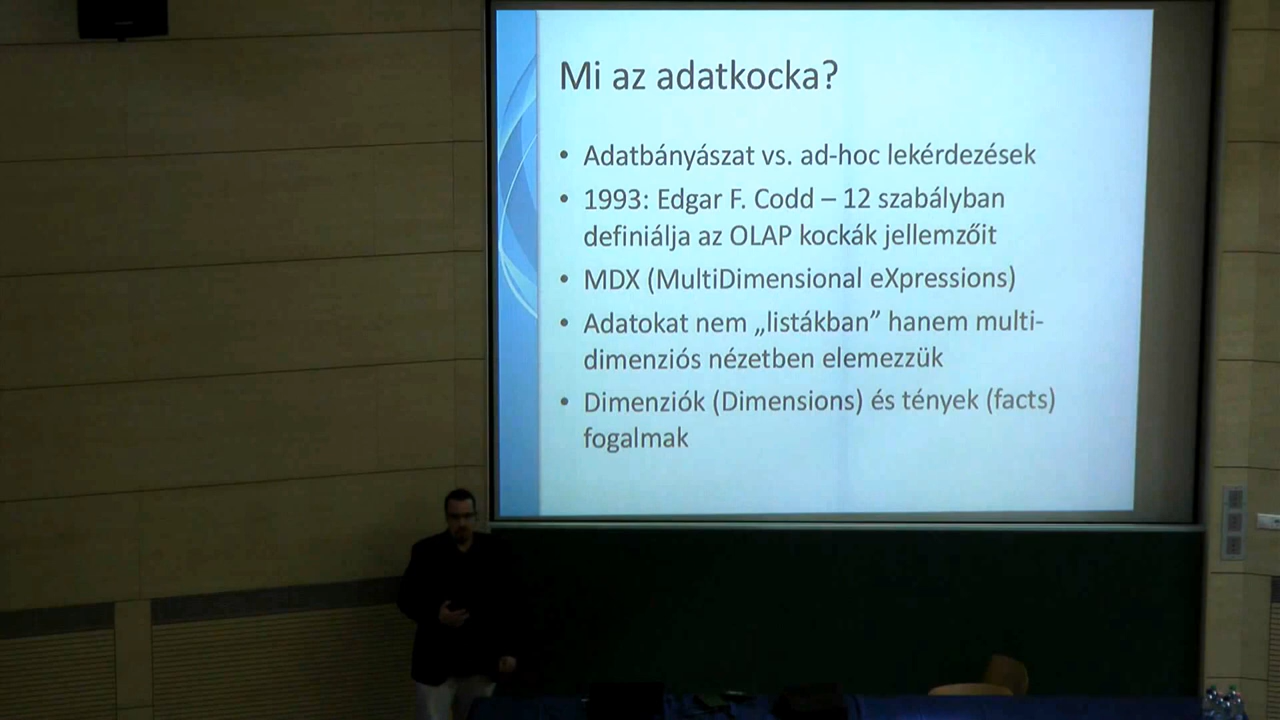 Mi az adatkocka?
• Adatbányászat vs. ad-hoc lekérdezések
• 1993: Edgar F. Codd – 12 szabályban
definiálja az OLAP kockák jellemzőit
• MDX (MultiDimensional eXpressions)
• Adatokat nem „listákban” hanem multi-
dimenziós nézetben elemezzük
• Dimenziók (Dimensions) és tények (facts)
fogalmak